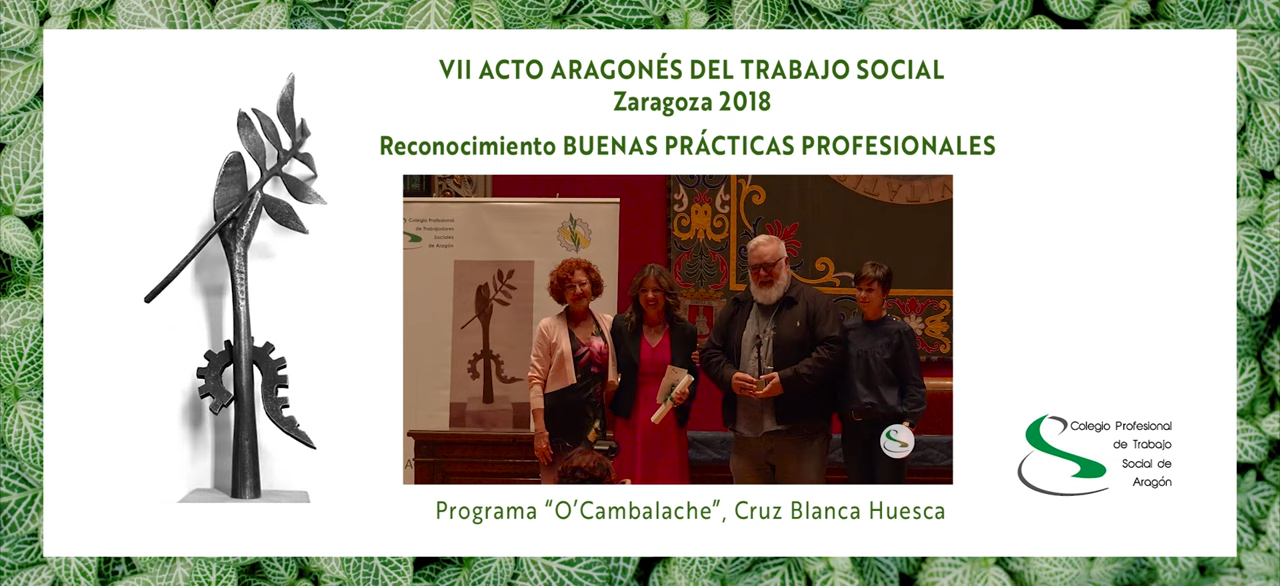 VII ACTO ARAGONÉS DEL TRABAJO SOCIAL
Zaragoza 2018
Reconocimiento BUENAS PRÁCTICAS PROFESIONALES
Colegio Profesional
de Trabajadores
Sociales
de Aragón
Programa “O’Cambalache”, Cruz Blanca Huesca
Colegio Profesional
de Trabajo
Social de
Aragón